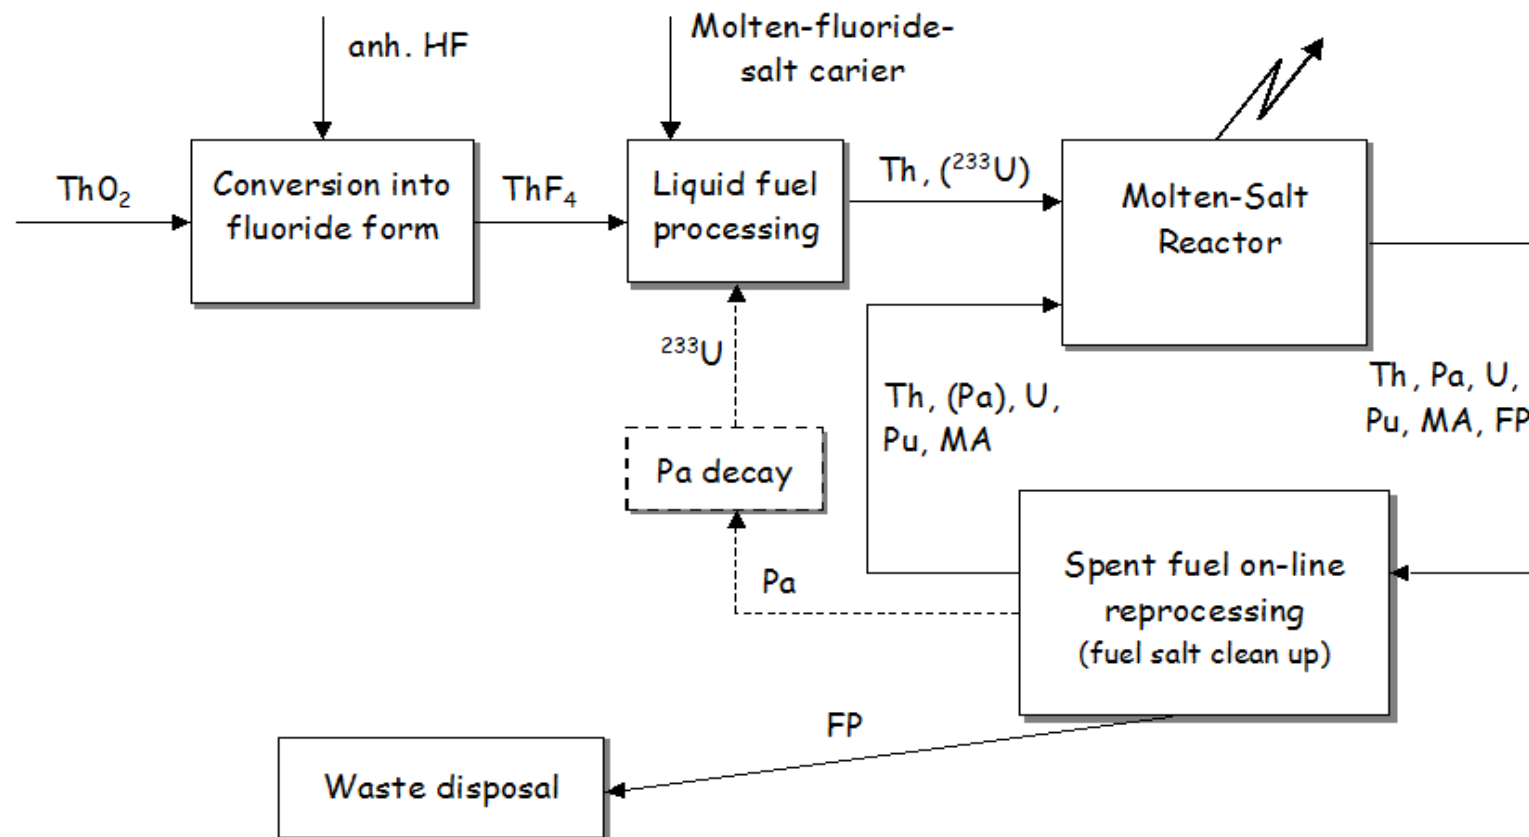 anh. HF
Molten-fluoride-
salt carier
ThO₂
Conversion into
fluoride form
ThF₄
Liquid fuel
processing
Th, (²³³U)
Molten-Salt
Reactor
²³³U
Th, (Pa), U,
Pu, MA
Th, Pa, U,
Pu, MA, FP
Pa decay
Pa
Spent fuel on-line
reprocessing
(fuel salt clean up)
FP
Waste disposal